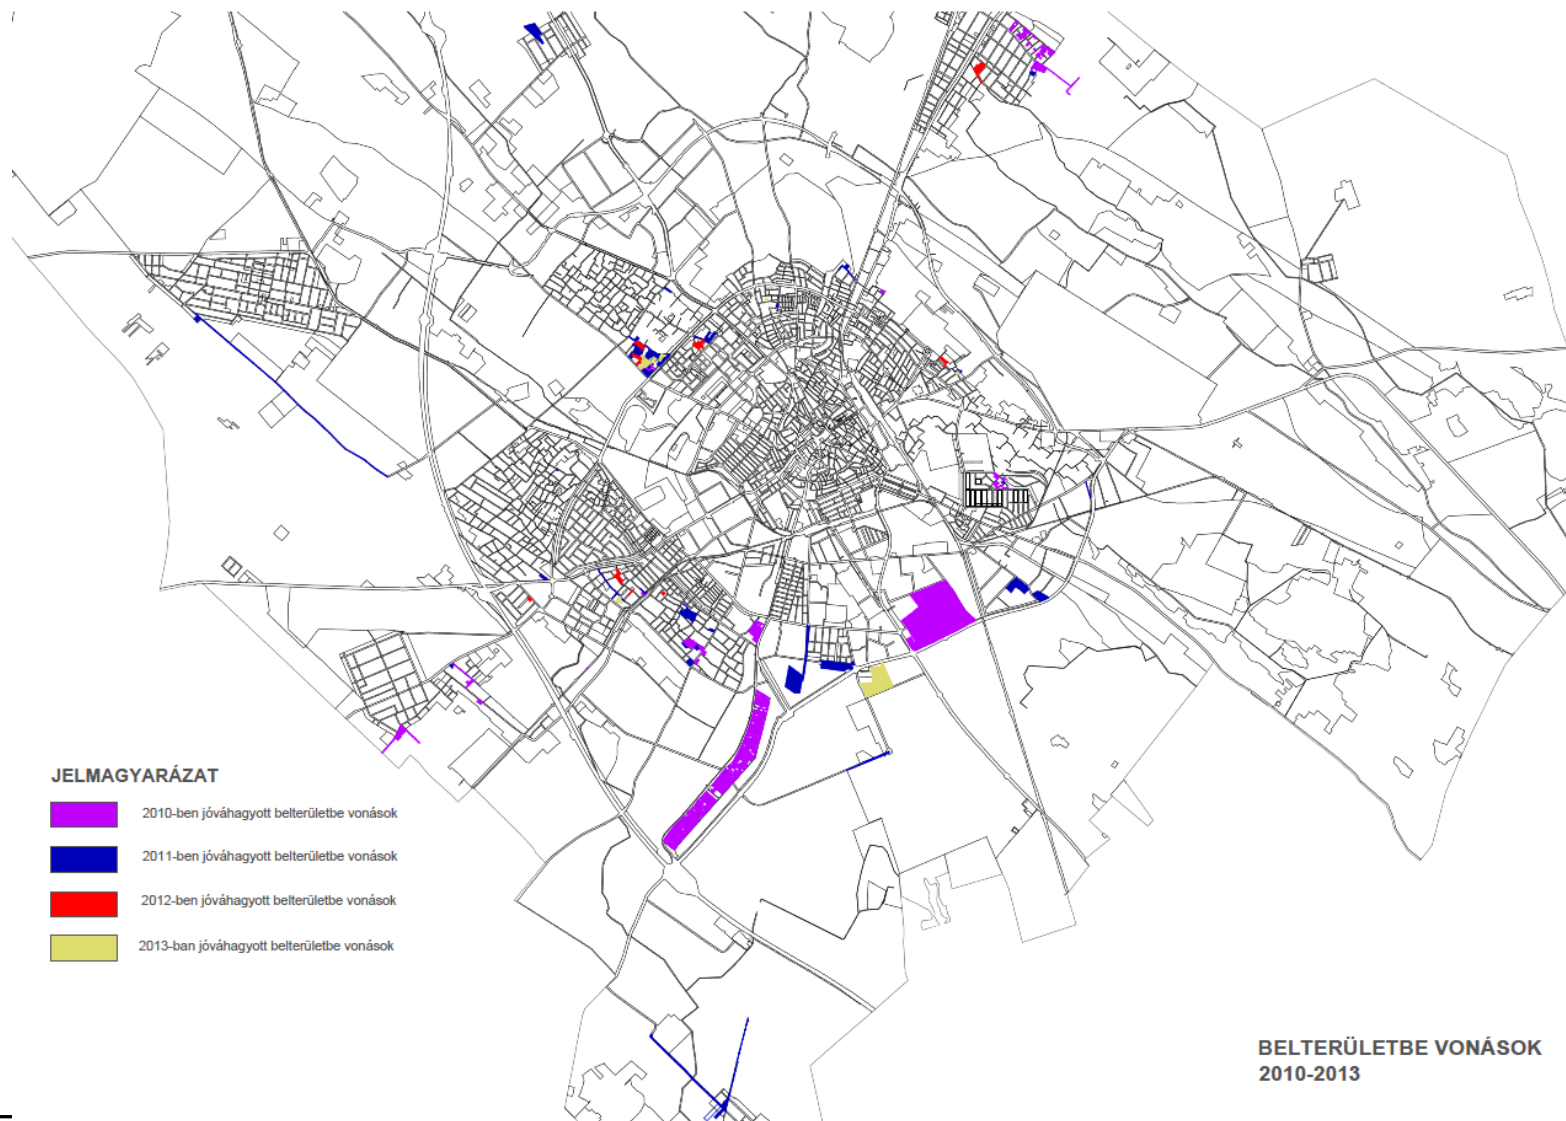 JELMAGYARÁZAT
2010-ben jóváhagyott belterületbe vonások
2011-ben jóváhagyott belterületbe vonások
2012-ben jóváhagyott belterületbe vonások
2013-ban jóváhagyott belterületbe vonások
BELTERÜLETBE VONÁSOK
2010-2013